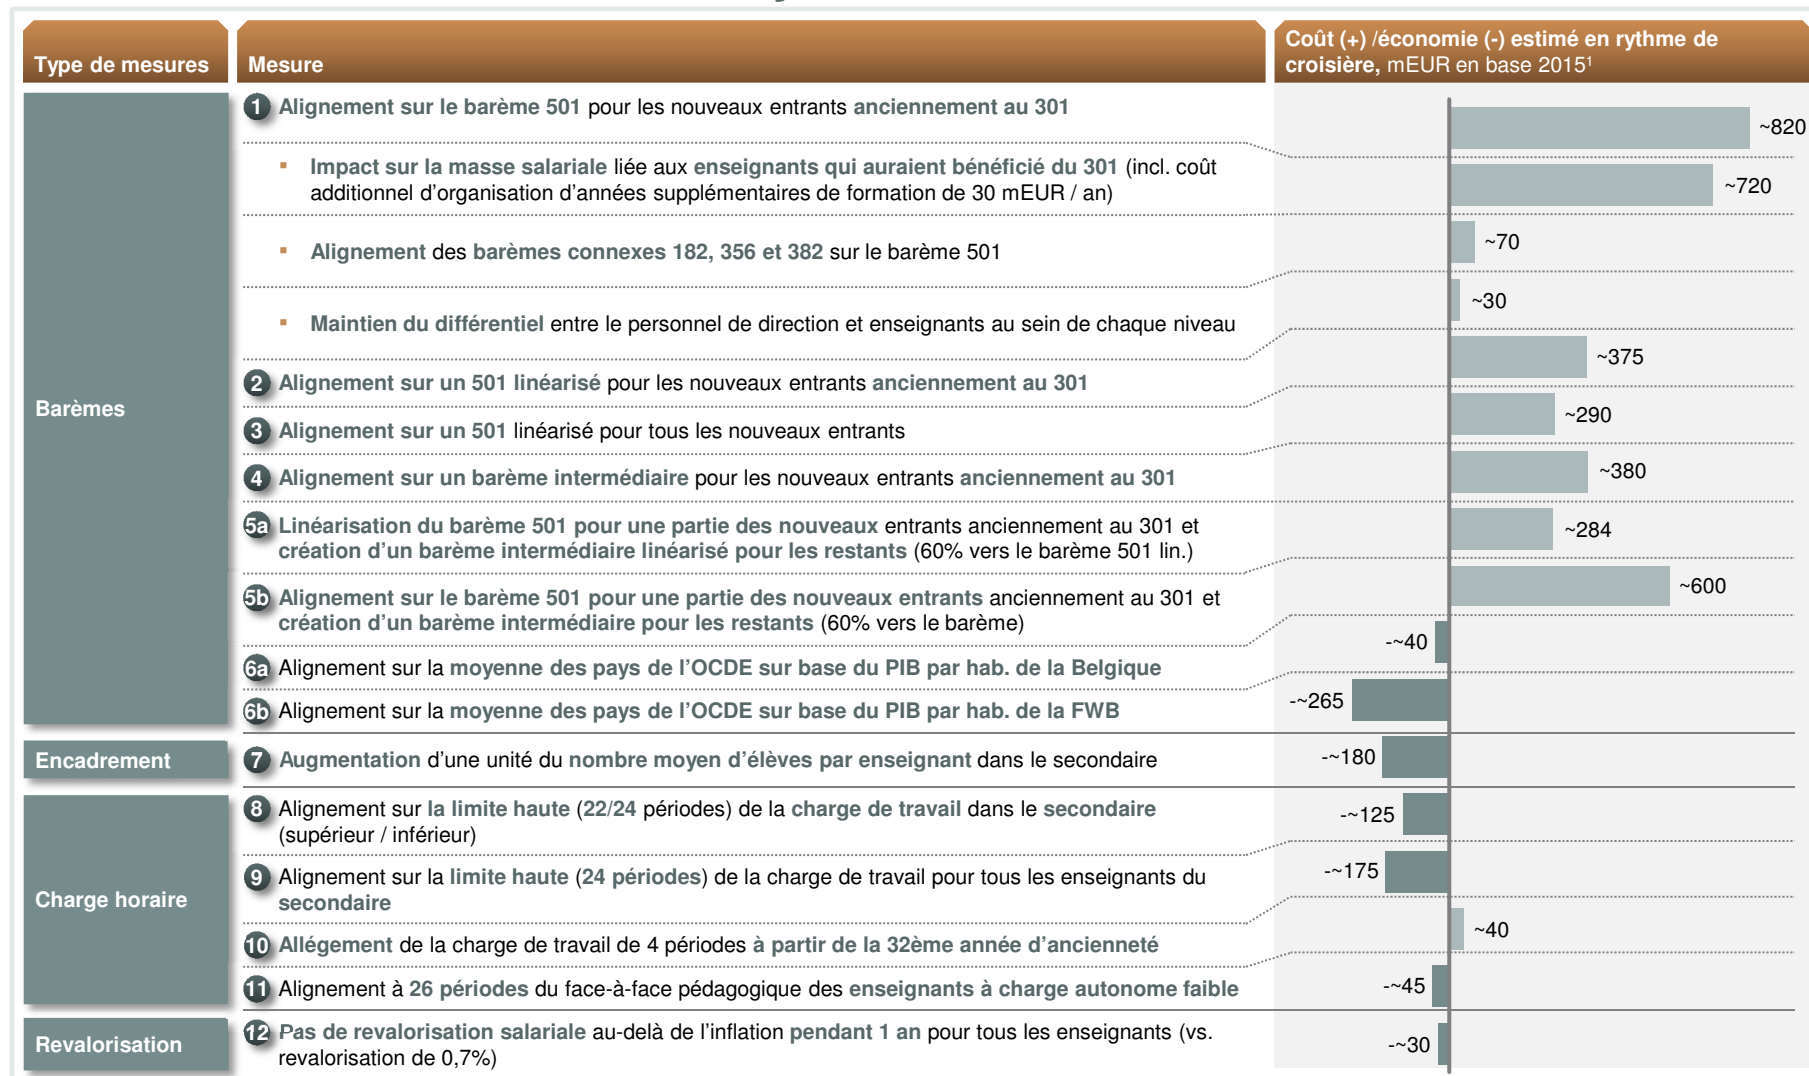 Type de mesures
Mesure
Coût (+) /économie (-) estimé en rythme de
croisière, mEUR en base 2015¹
Barèmes
1 Alignement sur le barème 501 pour les nouveaux entrants anciennement au 301
~820
▪ Impact sur la masse salariale liée aux enseignants qui auraient bénéficié du 301 (incl. coût
additionnel d’organisation d’années supplémentaires de formation de 30 mEUR / an)
~720
▪ Alignement des barèmes connexes 182, 356 et 382 sur le barème 501
~70
▪ Maintien du différentiel entre le personnel de direction et enseignants au sein de chaque niveau
~30
2 Alignement sur un 501 linéarisé pour les nouveaux entrants anciennement au 301
~375
3 Alignement sur un 501 linéarisé pour tous les nouveaux entrants
~290
4 Alignement sur un barème intermédiaire pour les nouveaux entrants anciennement au 301
~380
5a Linéarisation du barème 501 pour une partie des nouveaux entrants anciennement au 301 et
création d’un barème intermédiaire linéarisé pour les restants (60% vers le barème 501 lin.)
~284
5b Alignement sur le barème 501 pour une partie des nouveaux entrants anciennement au 301 et
création d’un barème intermédiaire pour les restants (60% vers le barème)
~600
6a Alignement sur la moyenne des pays de l’OCDE sur base du PIB par hab. de la Belgique
-~40
6b Alignement sur la moyenne des pays de l’OCDE sur base du PIB par hab. de la FWB
-~265
Encadrement
7 Augmentation d’une unité du nombre moyen d’élèves par enseignant dans le secondaire
-~180
Charge horaire
8 Alignement sur la limite haute (22/24 périodes) de la charge de travail dans le secondaire
(supérieur / inférieur)
-~125
9 Alignement sur la limite haute (24 périodes) de la charge de travail pour tous les enseignants du
secondaire
-~175
10 Allégement de la charge de travail de 4 périodes à partir de la 32ème année d’ancienneté
~40
11 Alignement à 26 périodes du face-à-face pédagogique des enseignants à charge autonome faible
-~45
Revalorisation
12 Pas de revalorisation salariale au-delà de l’inflation pendant 1 an pour tous les enseignants (vs.
revalorisation de 0,7%)
-~30